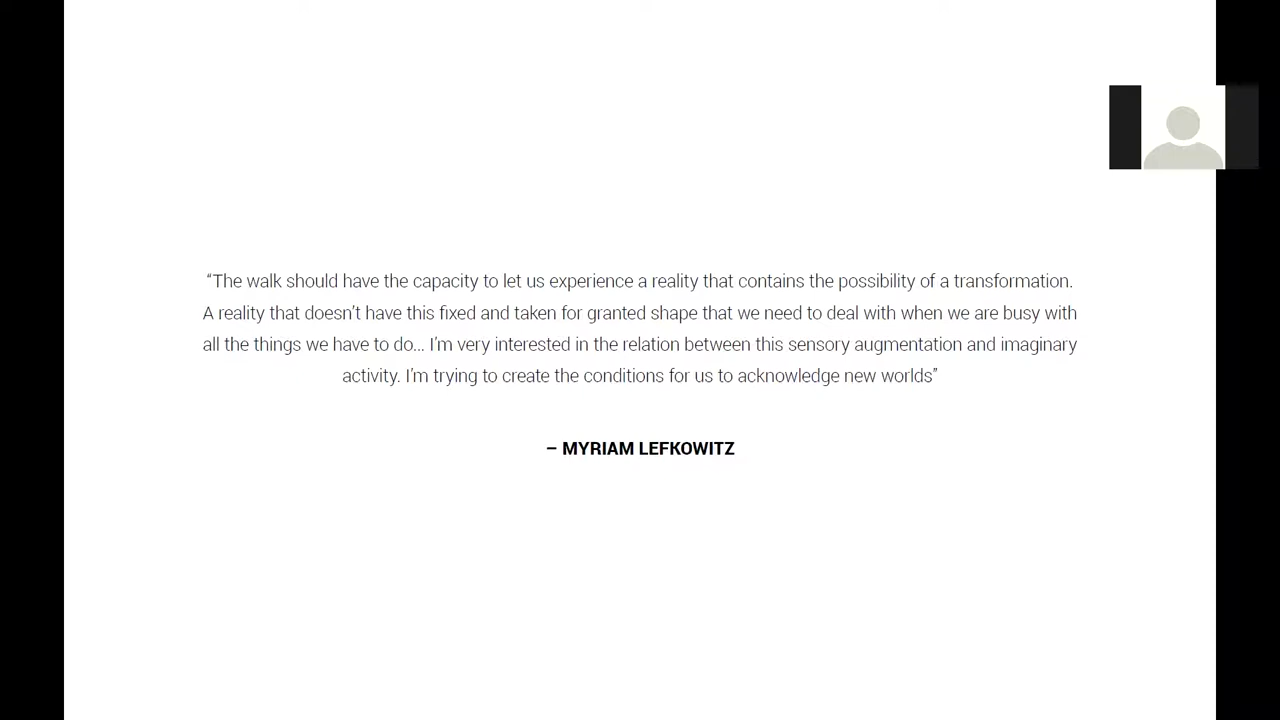 “The walk should have the capacity to let us experience a reality that contains the possibility of a transformation.
A reality that doesn’t have this fixed and taken for granted shape that we need to deal with when we are busy with
all the things we have to do... I’m very interested in the relation between this sensory augmentation and imaginary
activity. I’m trying to create the conditions for us to acknowledge new worlds”
– MYRIAM LEFKOWITZ